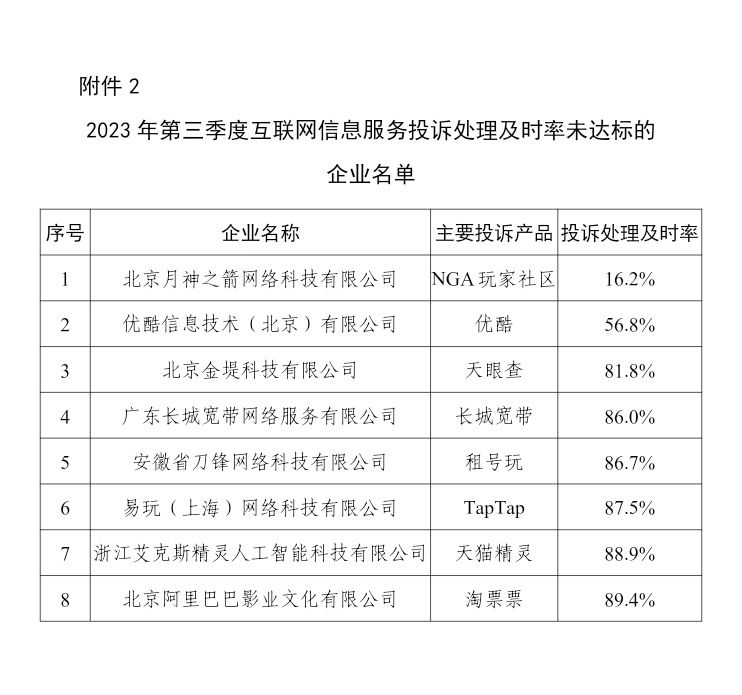 附件 2
2023 年第三季度互联网信息服务投诉处理及时率未达标的
企业名单
序号 企业名称 主要投诉产品 投诉处理及时率
1 北京月神之箭网络科技有限公司 NGA 玩家社区 16.2%
2 优酷信息技术（北京）有限公司 优酷 56.8%
3 北京金堤科技有限公司 天眼查 81.8%
4 广东长城宽带网络服务有限公司 长城宽带 86.0%
5 安徽省刀锋网络科技有限公司 租号玩 86.7%
6 易玩（上海）网络科技有限公司 TapTap 87.5%
7 浙江艾克斯精灵人工智能科技有限公司 天猫精灵 88.9%
8 北京阿里巴巴影业文化有限公司 淘票票 89.4%